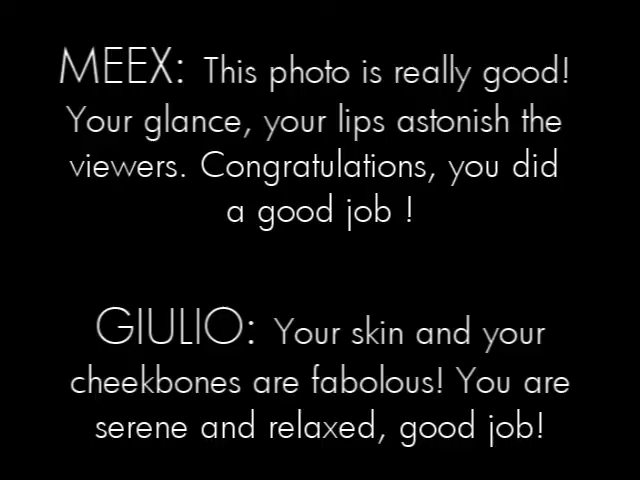 MEEX: This photo is really good!
Your glance, your lips astonish the
viewers. Congratulations, you did
a good job !
GIULIO: Your skin and your
cheekbones are fabolous! You are
serene and relaxed, good job!